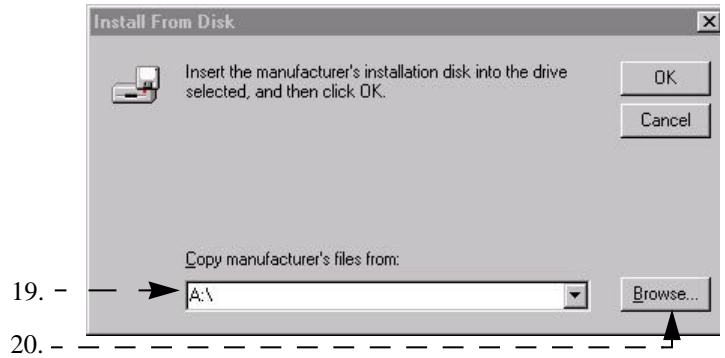 Install From Disk
Insert the manufacturer's installation disk into the drive
selected, and then click OK.
OK
Cancel
Copy manufacturer's files from:
19.
A:\
Browse...
20.